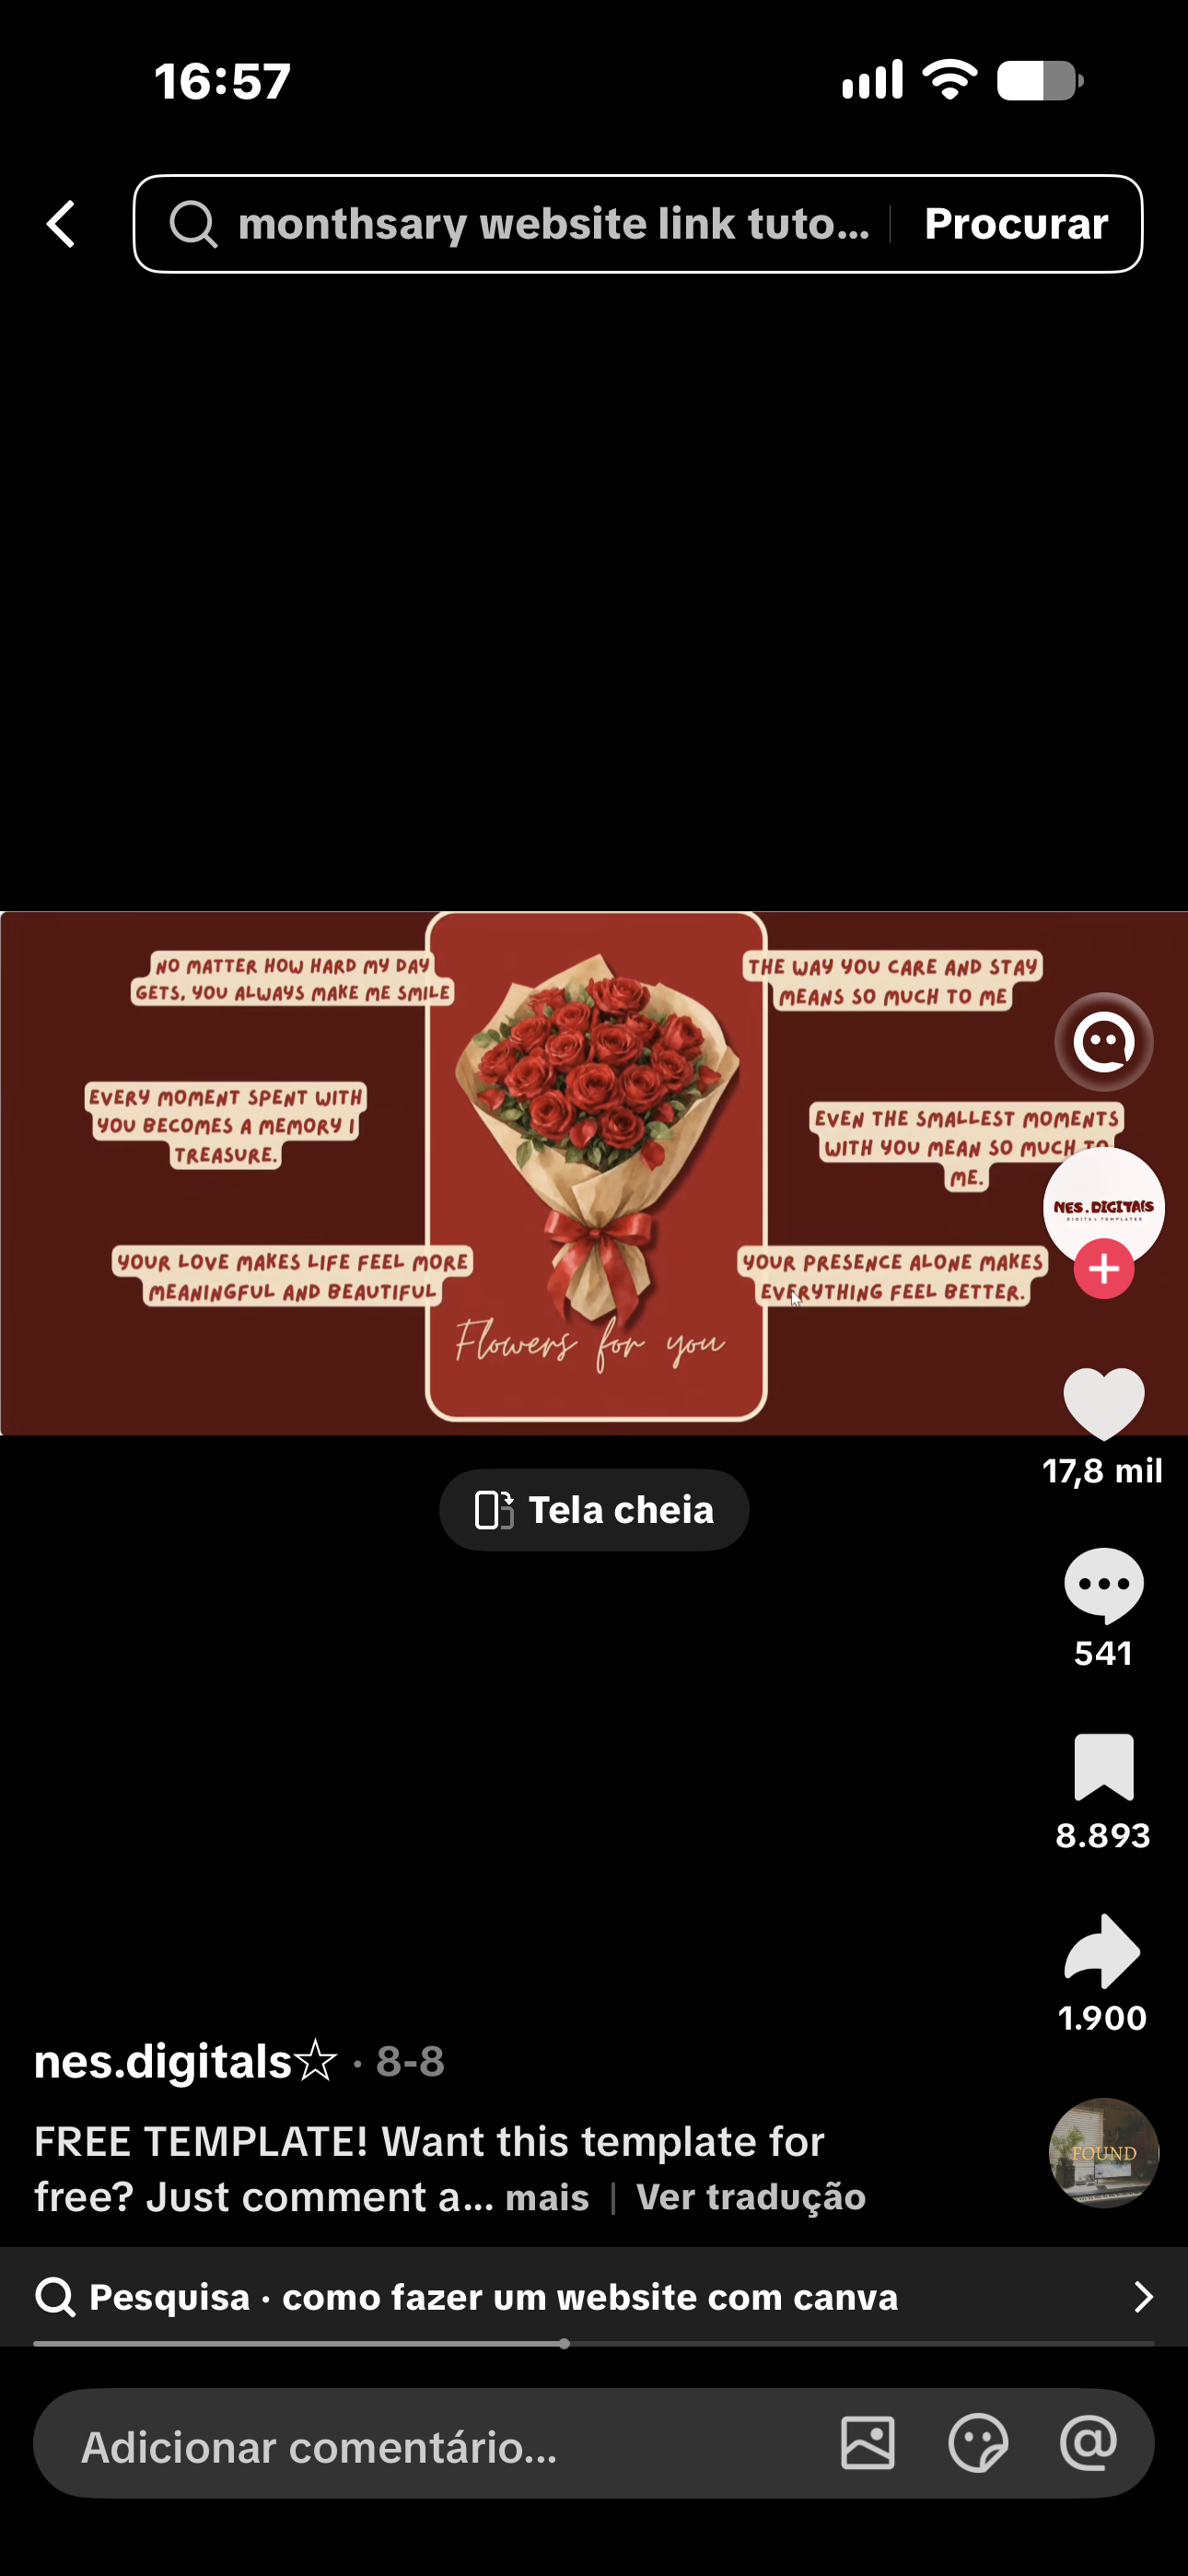 16:57
monthsary website link tuto...
Procurar
NO MATTER HOW HARD MY DAY
GETS, YOU ALWAYS MAKE ME SMILE
THE WAY YOU CARE AND STAY
MEANS SO MUCH TO ME
EVERY MOMENT SPENT WITH
YOU BECOMES A MEMORY I
TREASURE.
EVEN THE SMALLEST MOMENTS
WITH YOU MEAN SO MUCH TO
ME.
YOUR LOVE MAKES LIFE FEEL MORE
MEANINGFUL AND BEAUTIFUL
YOUR PRESENCE ALONE MAKES
EVERYTHING FEEL BETTER.
Flowers for you
NES.DIGITALS
DIGITAL TEMPLATES
17,8 mil
Tela cheia
541
8.893
1.900
nes.digitals☆ · 8-8
FREE TEMPLATE! Want this template for
free? Just comment a... mais | Ver tradução
FOUND
Pesquisa · como fazer um website com canva
Adicionar comentário...